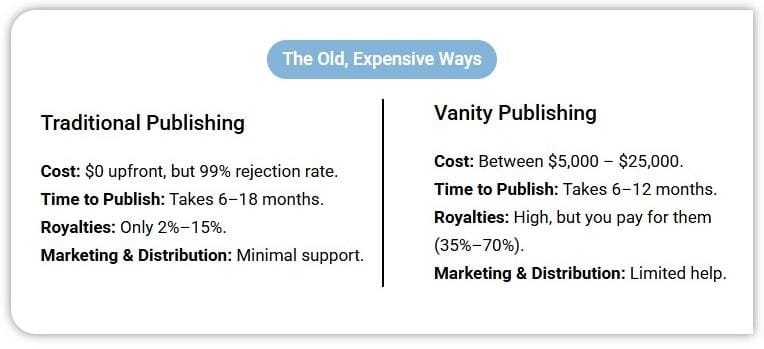 The Old, Expensive Ways
Traditional Publishing
Cost: $0 upfront, but 99% rejection rate.
Time to Publish: Takes 6–18 months.
Royalties: Only 2%–15%.
Marketing & Distribution: Minimal support.
Vanity Publishing
Cost: Between $5,000 – $25,000.
Time to Publish: Takes 6–12 months.
Royalties: High, but you pay for them
(35%–70%).
Marketing & Distribution: Limited help.